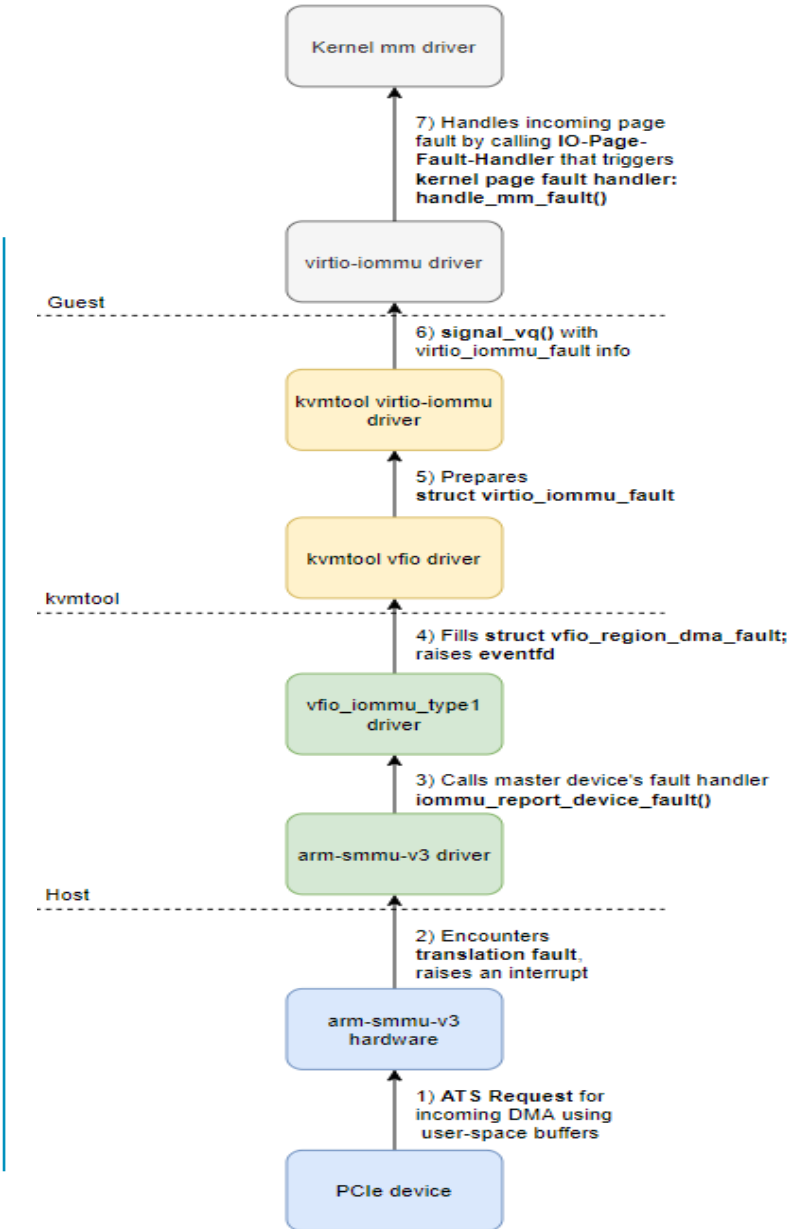 Kernel mm driver
7) Handles incoming page
fault by calling IO-Page-
Fault-Handler that triggers
kernel page fault handler:
handle_mm_fault()
virtio-iommu driver
Guest
6) signal_vq() with
virtio_iommu_fault info
kvmtool virtio-iommu
driver
5) Prepares
struct virtio_iommu_fault
kvmtool vfio driver
kvmtool
4) Fills struct vfio_region_dma_fault;
raises eventfd
vfio_iommu_type1
driver
3) Calls master device's fault handler
iommu_report_device_fault()
arm-smmu-v3 driver
Host
2) Encounters
translation fault,
raises an interrupt
arm-smmu-v3
hardware
1) ATS Request for
incoming DMA using
user-space buffers
PCIe device